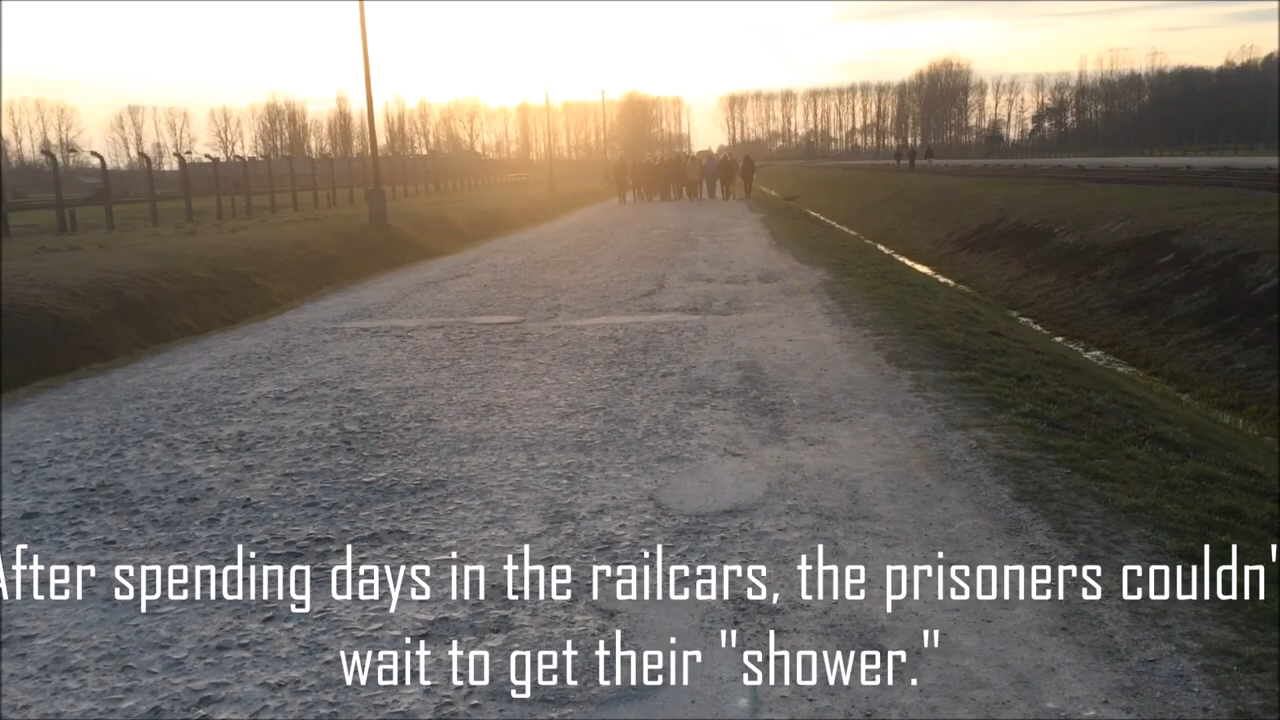 After spending days in the railcars, the prisoners couldn'
wait to get their "shower."